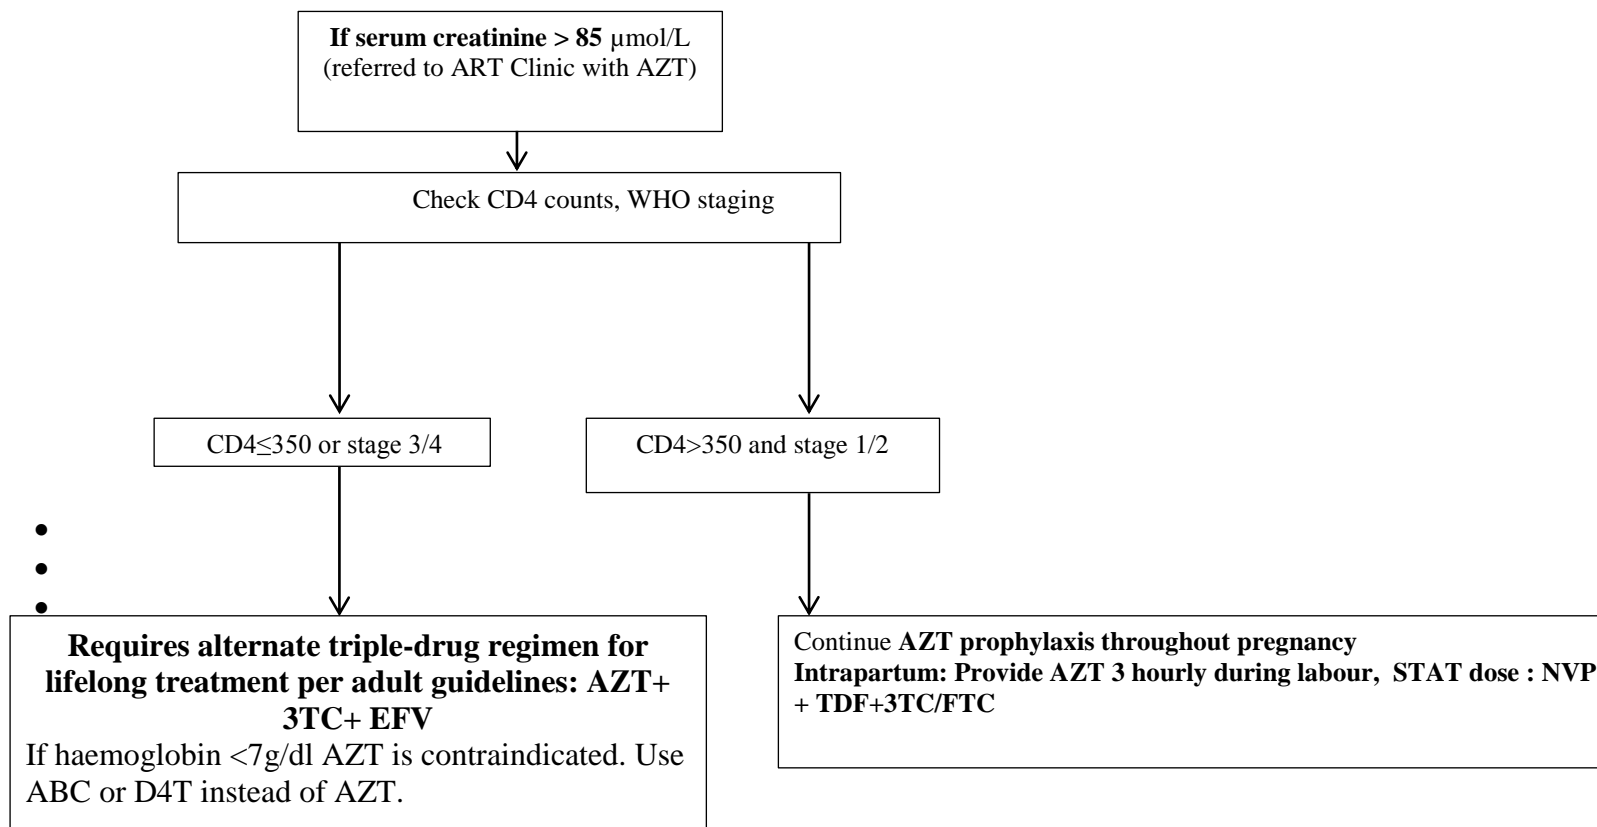 If serum creatinine > 85 µmol/L
(referred to ART Clinic with AZT)
Check CD4 counts, WHO staging
CD4≤350 or stage 3/4
CD4>350 and stage 1/2
•
•
•
Requires alternate triple-drug regimen for
lifelong treatment per adult guidelines: AZT+
3TC+ EFV
If haemoglobin <7g/dl AZT is contraindicated. Use
ABC or D4T instead of AZT.
Continue AZT prophylaxis throughout pregnancy
Intrapartum: Provide AZT 3 hourly during labour, STAT dose : NVP
+ TDF+3TC/FTC